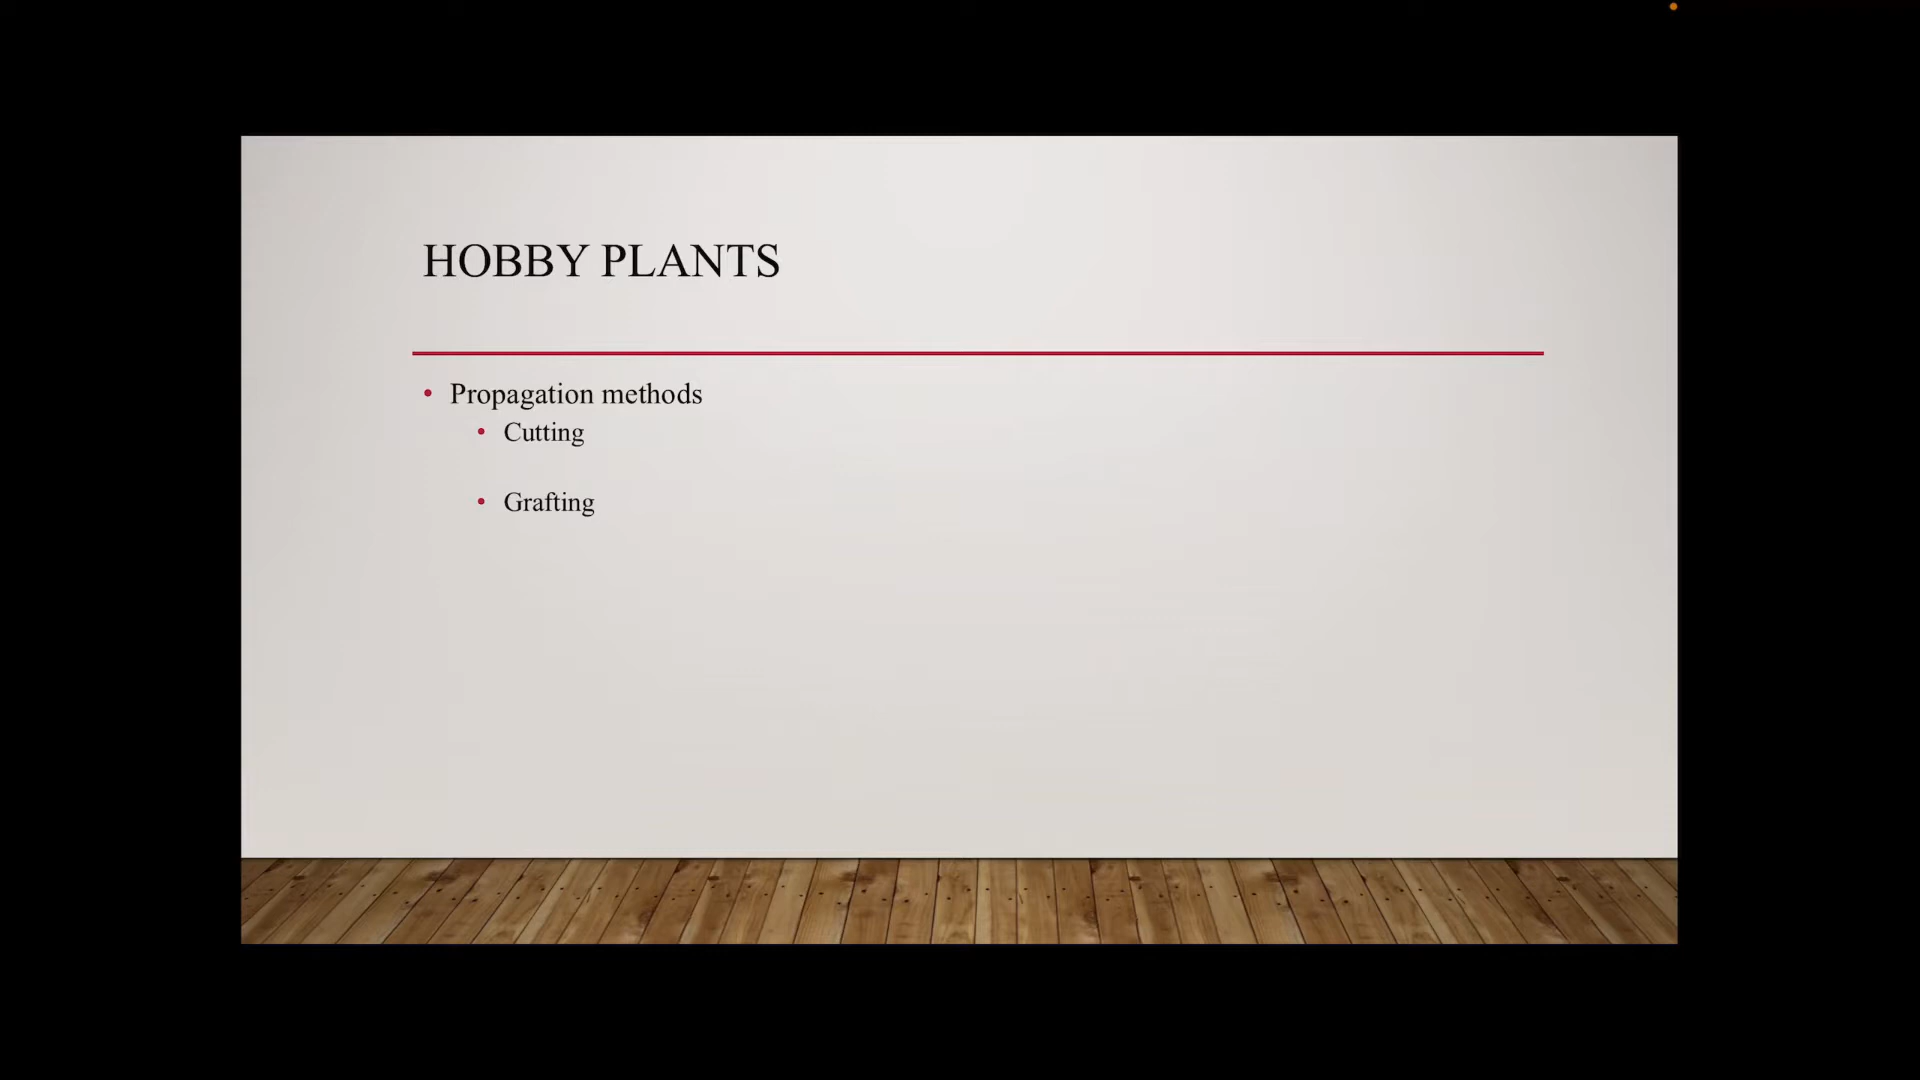 HOBBY PLANTS
• Propagation methods
• Cutting
• Grafting